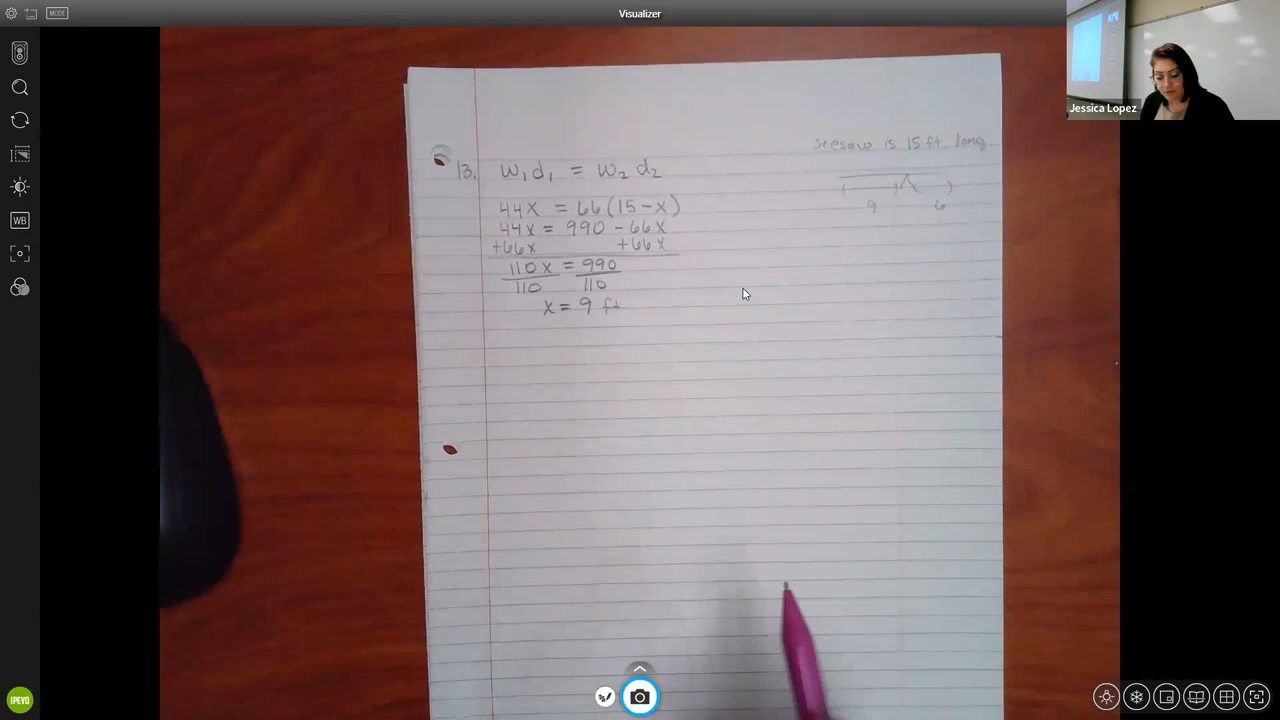 MODE
Visualizer
Jessica Lopez
WB
seesaw is 15 ft long
9 6
13. w₁d₁ = w₂d₂
44x = 66(15-x)
44x = 990 - 66x
+66x +66x
110x = 990
110 110
x = 9 ft
IPEVO